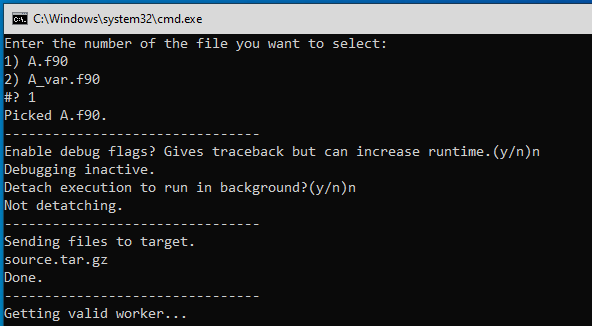 C:\Windows\system32\cmd.exe
Enter the number of the file you want to select:
1) A.f90
2) A_var.f90
#? 1
Picked A.f90.
--------------------------------
Enable debug flags? Gives traceback but can increase runtime.(y/n)n
Debugging inactive.
Detach execution to run in background?(y/n)n
Not detatching.
--------------------------------
Sending files to target.
source.tar.gz
Done.
--------------------------------
Getting valid worker...